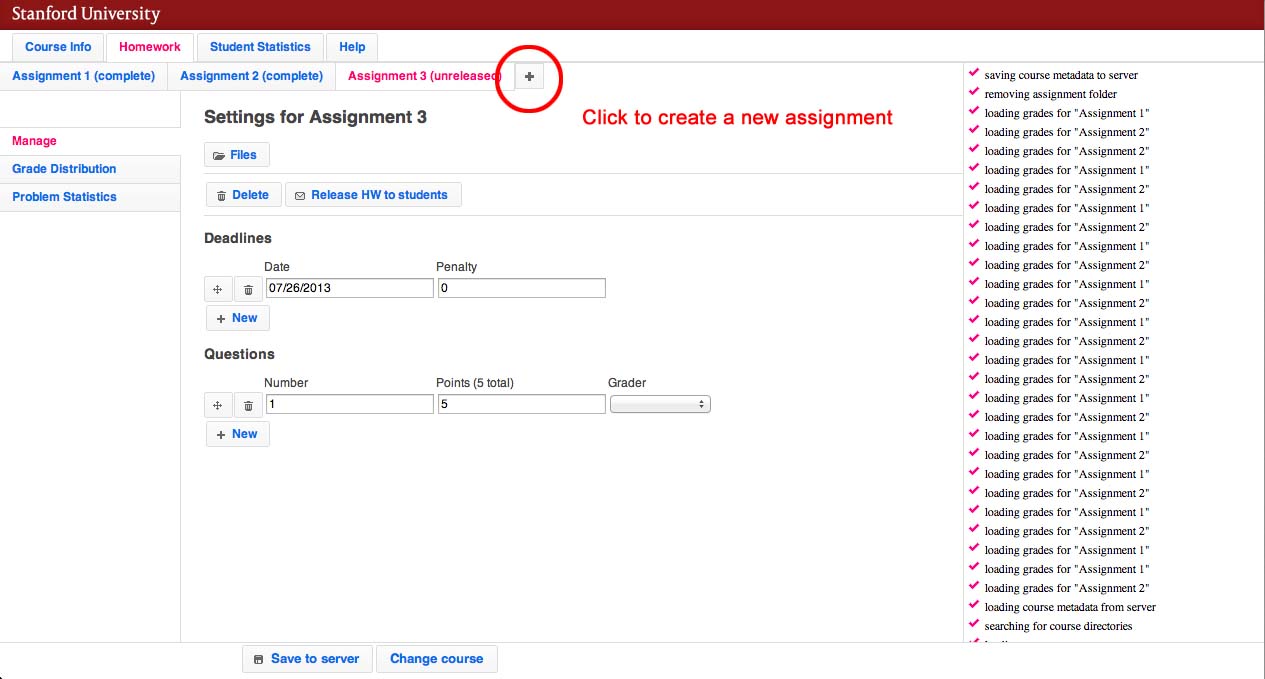 Stanford University
Course Info Homework Student Statistics Help
Assignment 1 (complete) Assignment 2 (complete) Assignment 3 (unreleased)
Settings for Assignment 3
Click to create a new assignment
Manage
Grade Distribution
Problem Statistics
Files
Delete Release HW to students
Deadlines
Date Penalty
07/26/2013 0
New
Questions
Number Points (5 total) Grader
1 5
New
saving course metadata to server
removing assignment folder
loading grades for "Assignment 1"
loading grades for "Assignment 2"
loading grades for "Assignment 2"
loading grades for "Assignment 1"
loading grades for "Assignment 2"
loading grades for "Assignment 1"
loading grades for "Assignment 2"
loading grades for "Assignment 1"
loading grades for "Assignment 2"
loading grades for "Assignment 1"
loading grades for "Assignment 2"
loading grades for "Assignment 1"
loading grades for "Assignment 2"
loading grades for "Assignment 1"
loading grades for "Assignment 2"
loading grades for "Assignment 1"
loading grades for "Assignment 2"
loading grades for "Assignment 1"
loading grades for "Assignment 2"
loading grades for "Assignment 1"
loading grades for "Assignment 2"
loading grades for "Assignment 1"
loading grades for "Assignment 2"
loading grades for "Assignment 1"
loading grades for "Assignment 1"
loading grades for "Assignment 2"
loading course metadata from server
searching for course directories
Save to server Change course